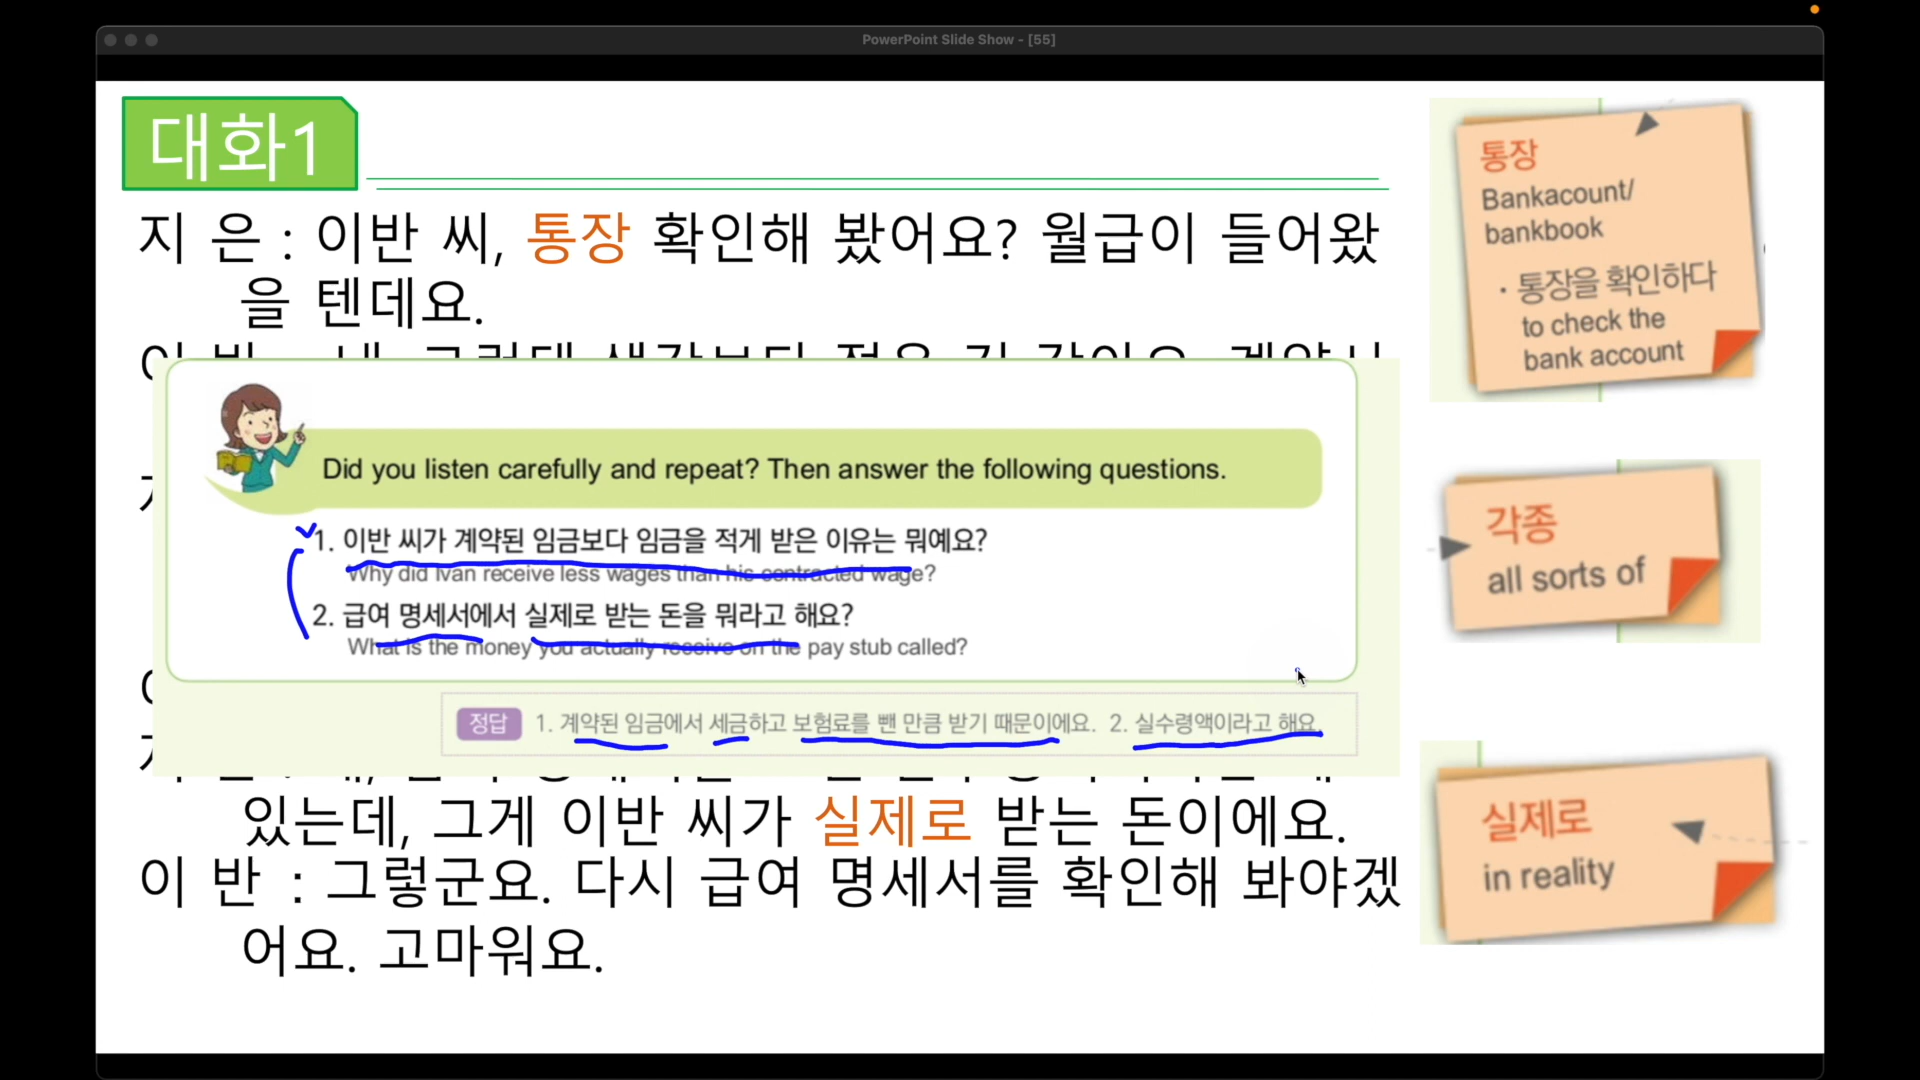 PowerPoint Slide Show - [55]
대화1
지 은 : 이반 씨, 통장 확인해 봤어요? 월급이 들어왔
을 텐데요.
Did you listen carefully and repeat? Then answer the following questions.
1. 이반 씨가 계약된 임금보다 임금을 적게 받은 이유는 뭐예요?
Why did Ivan receive less wages than his contracted wage?
2. 급여 명세서에서 실제로 받는 돈을 뭐라고 해요?
What is the money you actually receive on the pay stub called?
정답 1. 계약된 임금에서 세금하고 보험료를 뺀 만큼 받기 때문이에요. 2. 실수령액이라고 해요.
있는데, 그게 이반 씨가 실제로 받는 돈이에요.
이 반 : 그렇군요. 다시 급여 명세서를 확인해 봐야겠
어요. 고마워요.
통장
Bankacount/
bankbook
· 통장을 확인하다
to check the
bank account
각종
all sorts of
실제로
in reality